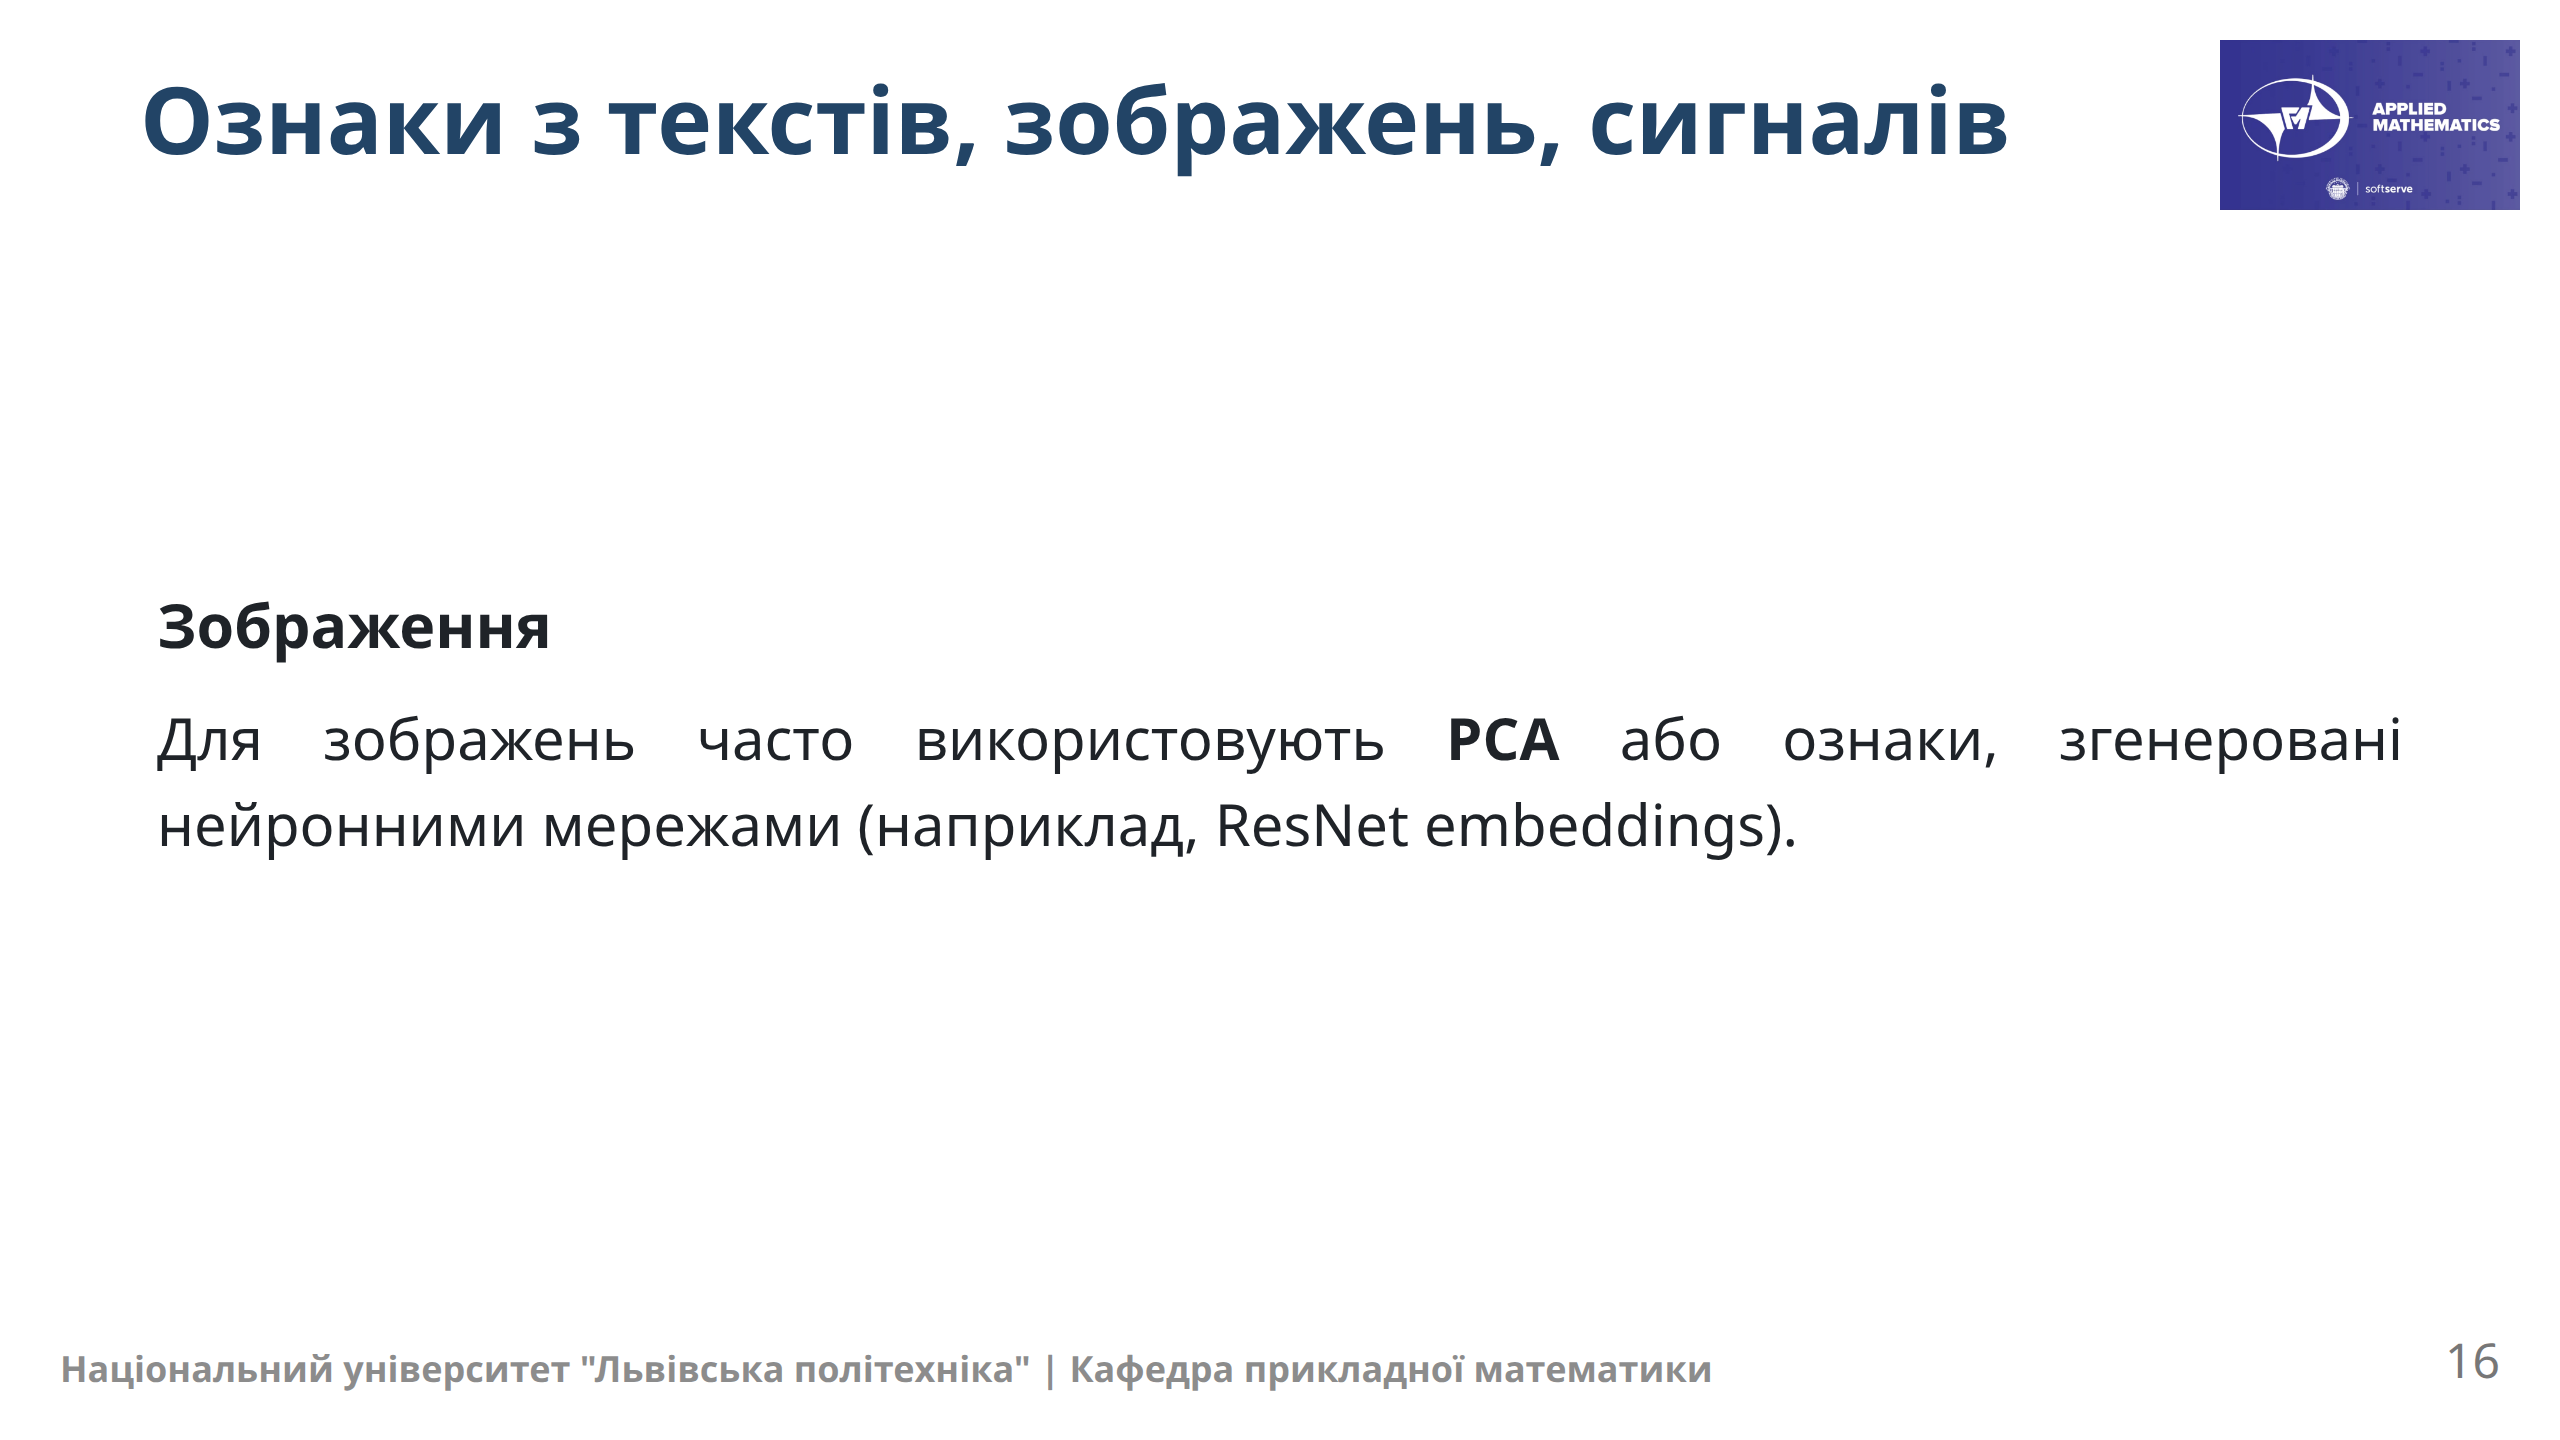 Ознаки з текстів, зображень, сигналів
APPLIED
MATHEMATICS
softserve
Зображення
Для зображень часто використовують PCA або ознаки, згенеровані
нейронними мережами (наприклад, ResNet embeddings).
Національний університет "Львівська політехніка" | Кафедра прикладної математики
16